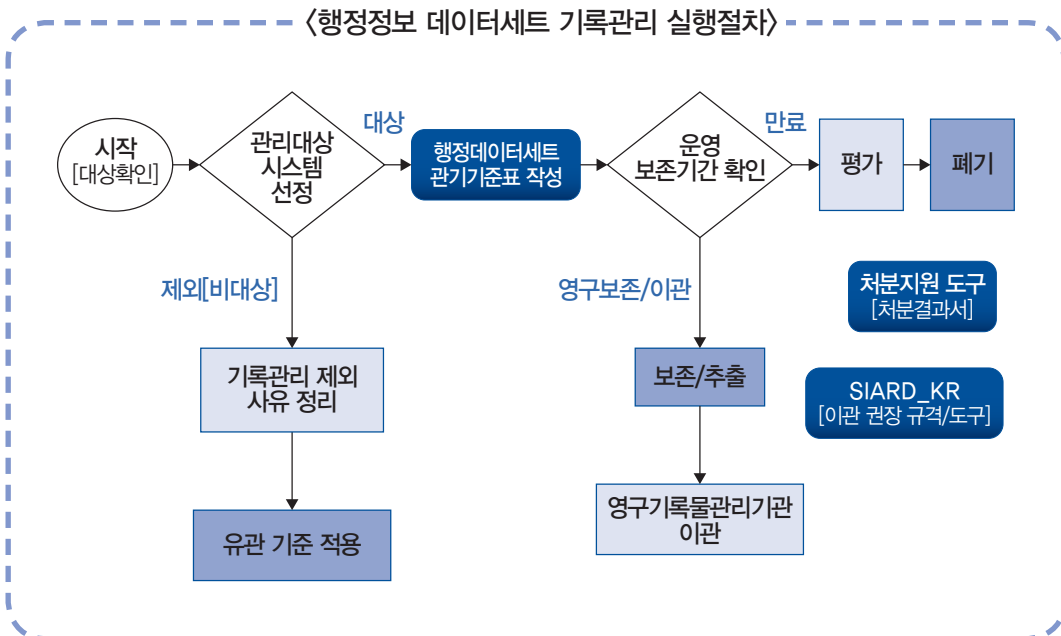 〈행정정보 데이터세트 기록관리 실행절차〉
시작
[대상확인]
관리대상
시스템
선정
대상
행정데이터세트
관기기준표 작성
운영
보존기간 확인
만료
평가
폐기
제외[비대상]
영구보존/이관
처분지원 도구
[처분결과서]
기록관리 제외
사유 정리
보존/추출
SIARD_KR
[이관 권장 규격/도구]
유관 기준 적용
영구기록물관리기관
이관